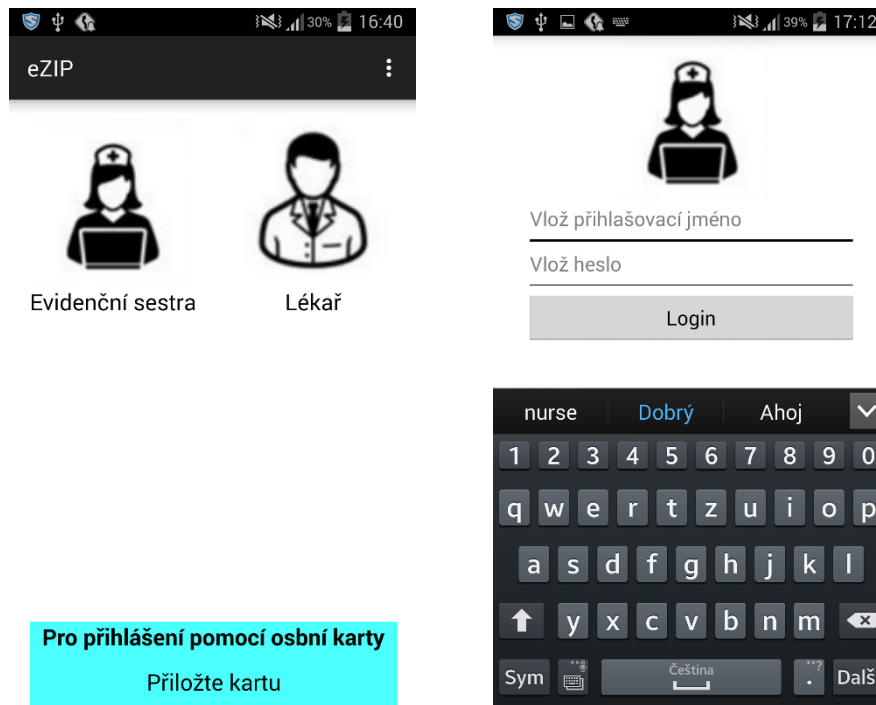 30% 16:40
eZIP
Evidenční sestra
Lékař
Pro přihlášení pomocí osbní karty
Přiložte kartu
39% 17:12
Vlož přihlašovací jméno
Vlož heslo
Login
nurse Dobrý Ahoj
1 2 3 4 5 6 7 8 9 0
q w e r t z u i o p
a s d f g h j k l
y x c v b n m
Sym Čeština . ? Dalš